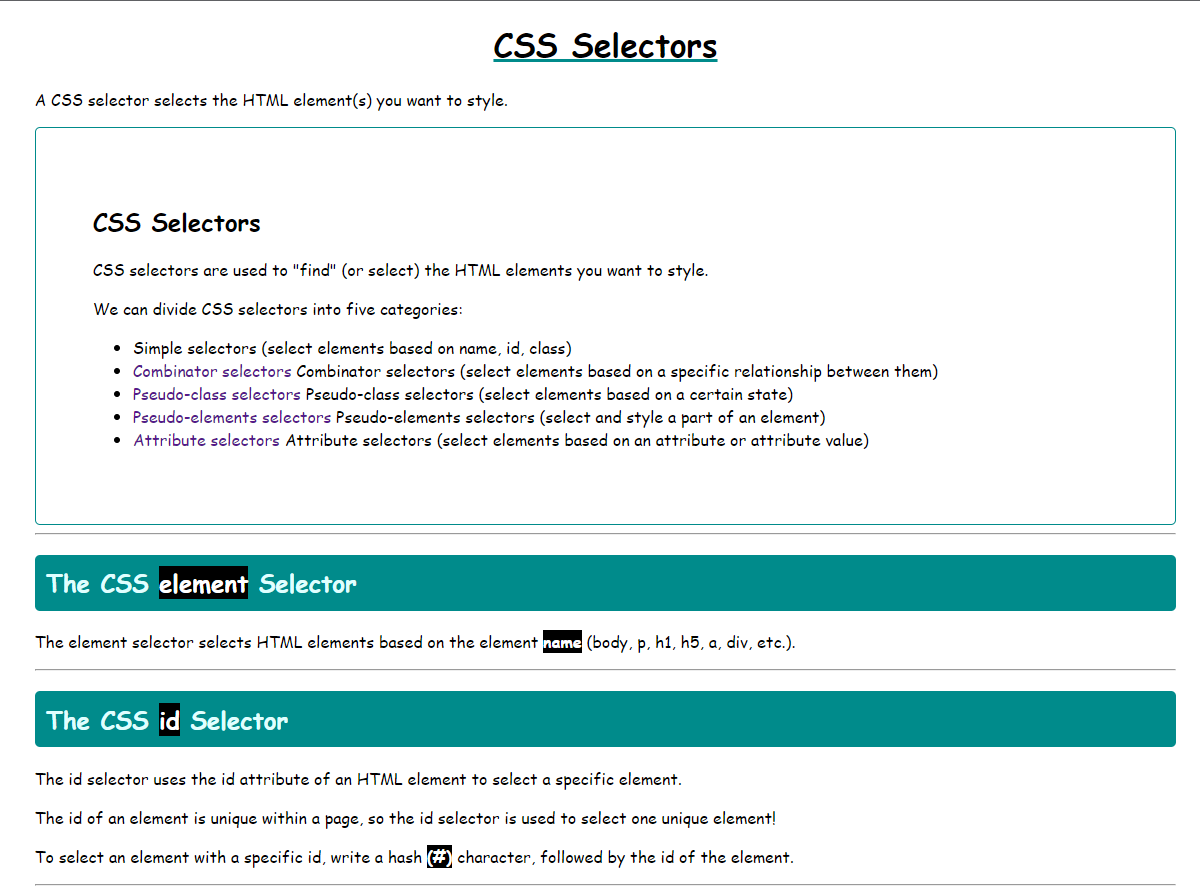 CSS Selectors
A CSS selector selects the HTML element(s) you want to style.
CSS Selectors
CSS selectors are used to "find" (or select) the HTML elements you want to style.
We can divide CSS selectors into five categories:
Simple selectors (select elements based on name, id, class)
Combinator selectors Combinator selectors (select elements based on a specific relationship between them)
Pseudo-class selectors Pseudo-class selectors (select elements based on a certain state)
Pseudo-elements selectors Pseudo-elements selectors (select and style a part of an element)
Attribute selectors Attribute selectors (select elements based on an attribute or attribute value)
The CSS element Selector
The element selector selects HTML elements based on the element name (body, p, h1, h5, a, div, etc.).
The CSS id Selector
The id selector uses the id attribute of an HTML element to select a specific element.
The id of an element is unique within a page, so the id selector is used to select one unique element!
To select an element with a specific id, write a hash (#) character, followed by the id of the element.